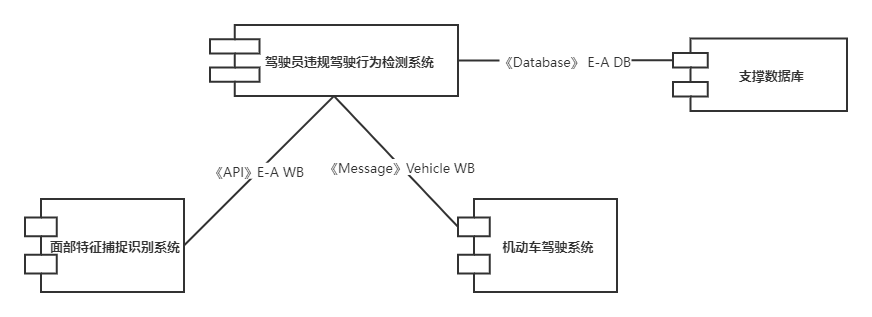 驾驶员违规驾驶行为检测系统
《Database》 E-A DB
支撑数据库
《API》E-A WB
《Message》Vehicle WB
面部特征捕捉识别系统
机动车驾驶系统